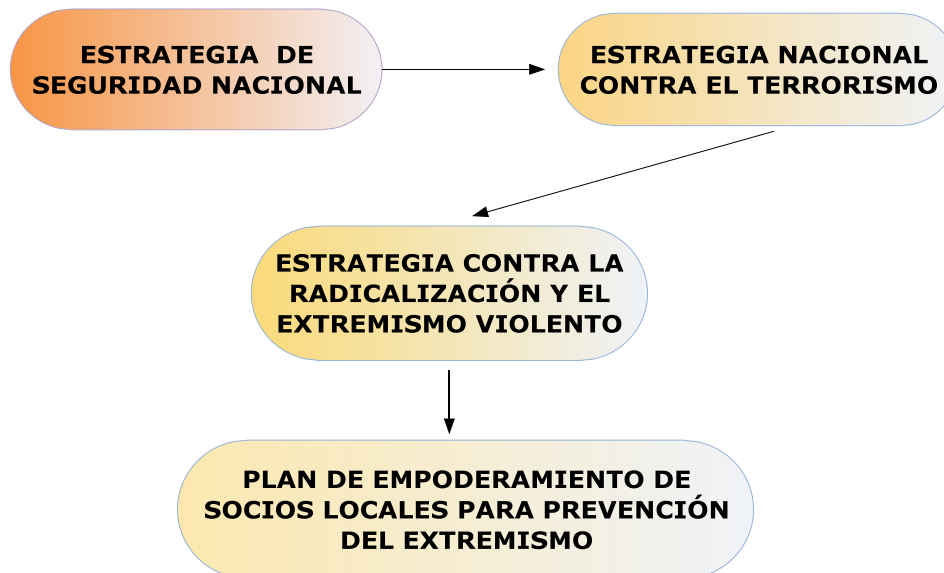 ESTRATEGIA DE
SEGURIDAD NACIONAL
ESTRATEGIA NACIONAL
CONTRA EL TERRORISMO
ESTRATEGIA CONTRA LA
RADICALIZACIÓN Y EL
EXTREMISMO VIOLENTO
PLAN DE EMPODERAMIENTO DE
SOCIOS LOCALES PARA PREVENCIÓN
DEL EXTREMISMO